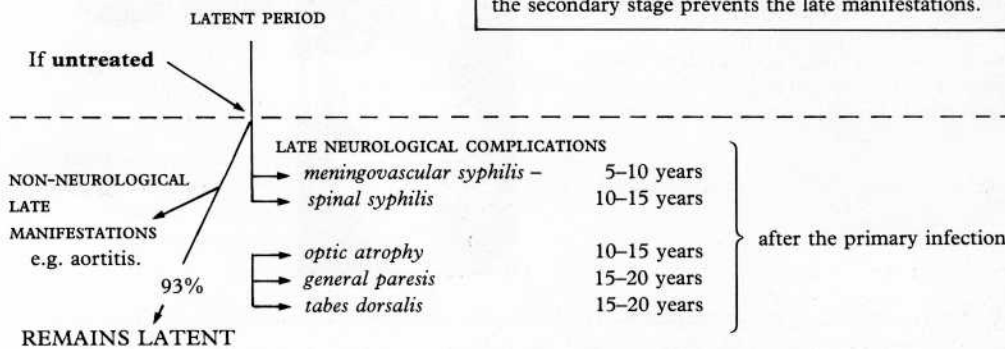 the secondary stage prevents the late manifestations.
LATENT PERIOD
If untreated
LATE NEUROLOGICAL COMPLICATIONS
meningovascular syphilis – 5–10 years
spinal syphilis 10–15 years
NON-NEUROLOGICAL
LATE
MANIFESTATIONS
e.g. aortitis.
optic atrophy 10–15 years
general paresis 15–20 years
tabes dorsalis 15–20 years
after the primary infection
93%
REMAINS LATENT